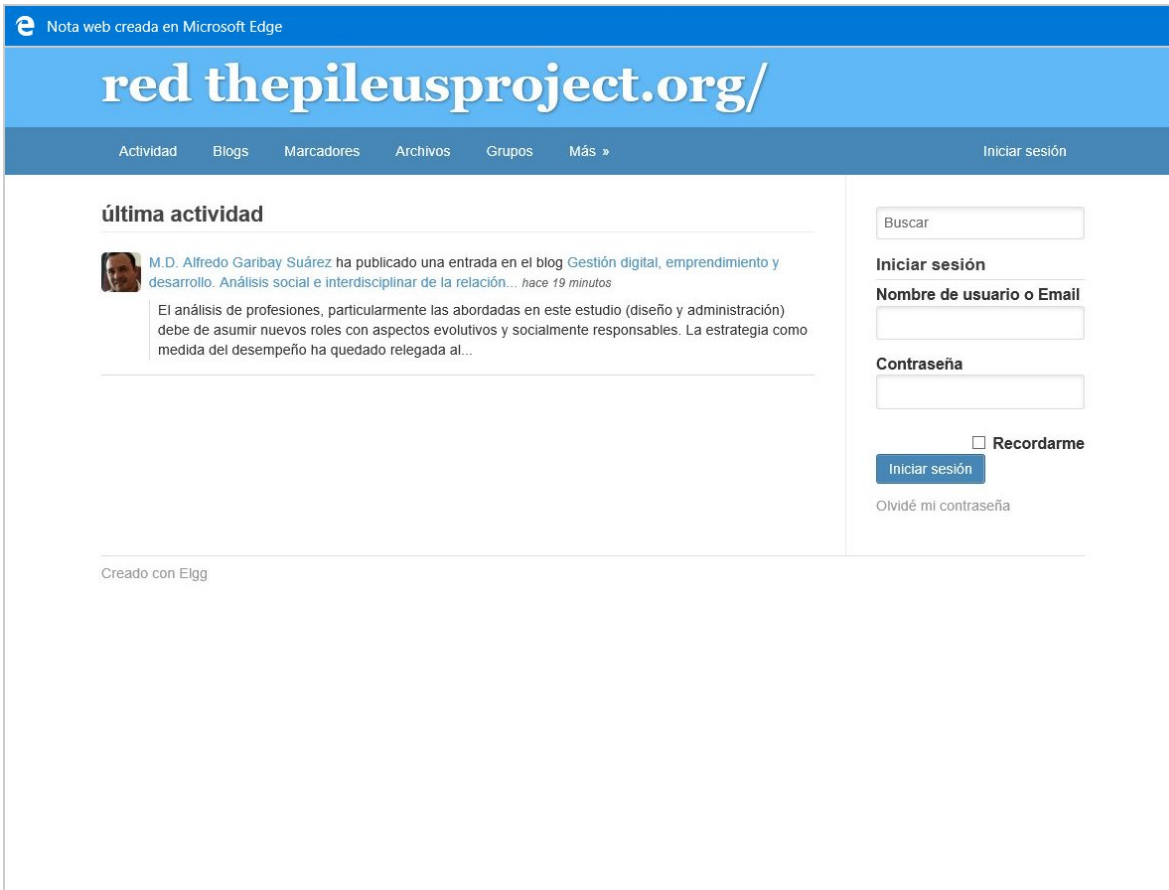 Nota web creada en Microsoft Edge
red thepileusproject.org/
Actividad Blogs Marcadores Archivos Grupos Más » Iniciar sesión
última actividad
M.D. Alfredo Garibay Suárez ha publicado una entrada en el blog Gestión digital, emprendimiento y
desarrollo. Análisis social e interdisciplinar de la relación... hace 19 minutos
El análisis de profesiones, particularmente las abordadas en este estudio (diseño y administración)
debe de asumir nuevos roles con aspectos evolutivos y socialmente responsables. La estrategia como
medida del desempeño ha quedado relegada al...
Buscar
Iniciar sesión
Nombre de usuario o Email
Contraseña
Recordarme
Iniciar sesión
Olvidé mi contraseña
Creado con Elgg